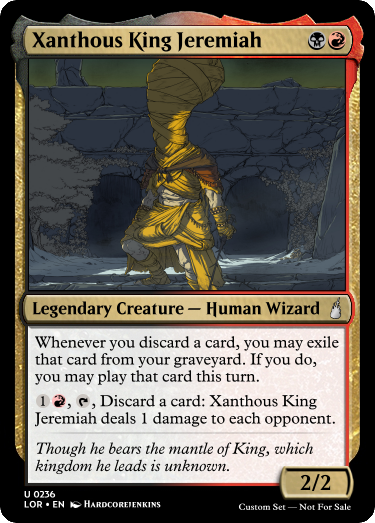 Xanthous King Jeremiah
Legendary Creature — Human Wizard
Whenever you discard a card, you may exile
that card from your graveyard. If you do,
you may play that card this turn.
1 R, T, Discard a card: Xanthous King
Jeremiah deals 1 damage to each opponent.
Though he bears the mantle of King, which
kingdom he leads is unknown.
2/2
U 0236
LOR • EN HARDCOREJENKINS
Custom Set — Not For Sale